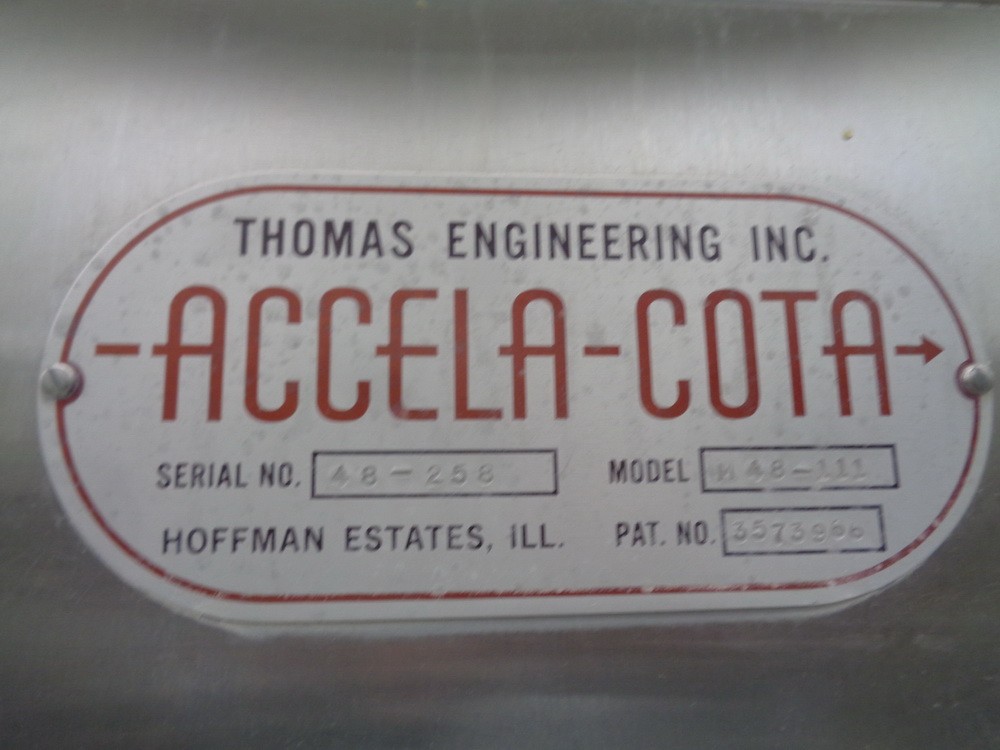 THOMAS ENGINEERING INC.
ACCELA-COTA
SERIAL NO. 48-258 MODEL 48-111
HOFFMAN ESTATES, ILL. PAT. NO. 3573966